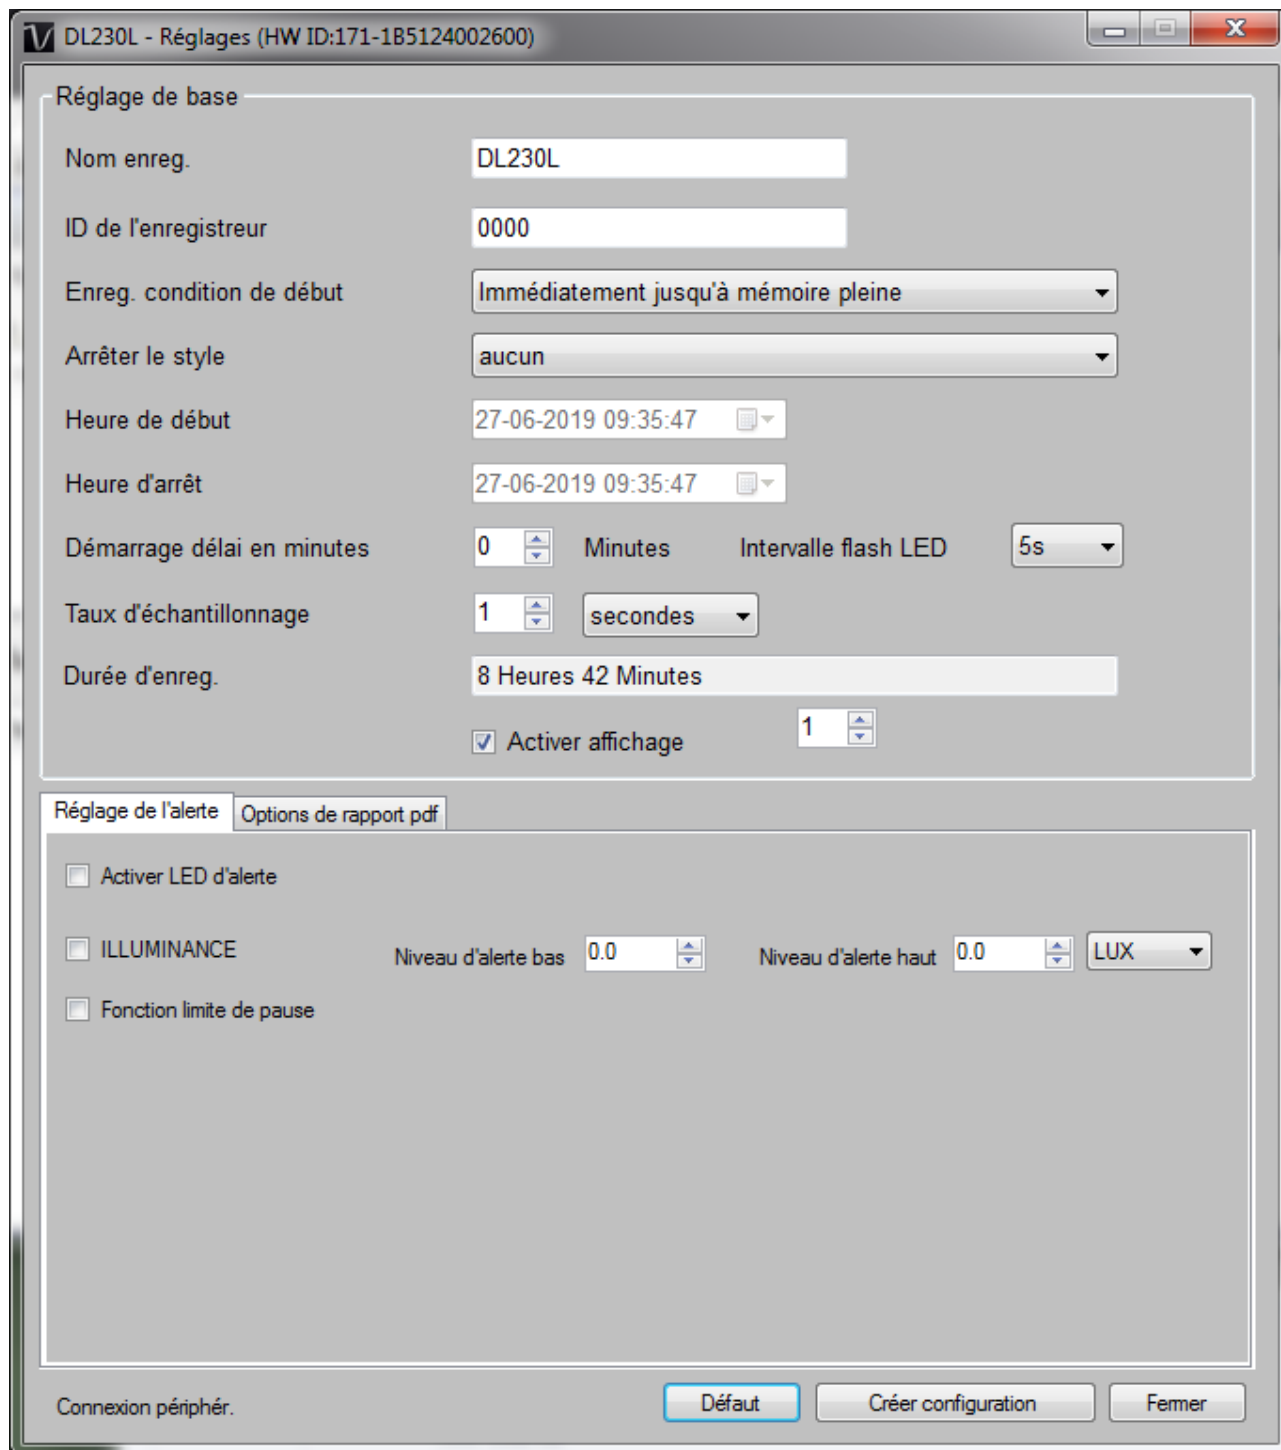 DL230L - Réglages (HW ID:171-1B5124002600)
Réglage de base
Nom enreg. DL230L
ID de l'enregistreur 0000
Enreg. condition de début Immédiatement jusqu'à mémoire pleine
Arrêter le style aucun
Heure de début 27-06-2019 09:35:47
Heure d'arrêt 27-06-2019 09:35:47
Démarrage délai en minutes 0 Minutes Intervalle flash LED 5s
Taux d'échantillonnage 1 secondes
Durée d'enreg. 8 Heures 42 Minutes
Activer affichage 1
Réglage de l'alerte Options de rapport pdf
Activer LED d'alerte
ILLUMINANCE Niveau d'alerte bas 0.0 Niveau d'alerte haut 0.0 LUX
Fonction limite de pause
Connexion périphér. Défaut Créer configuration Fermer